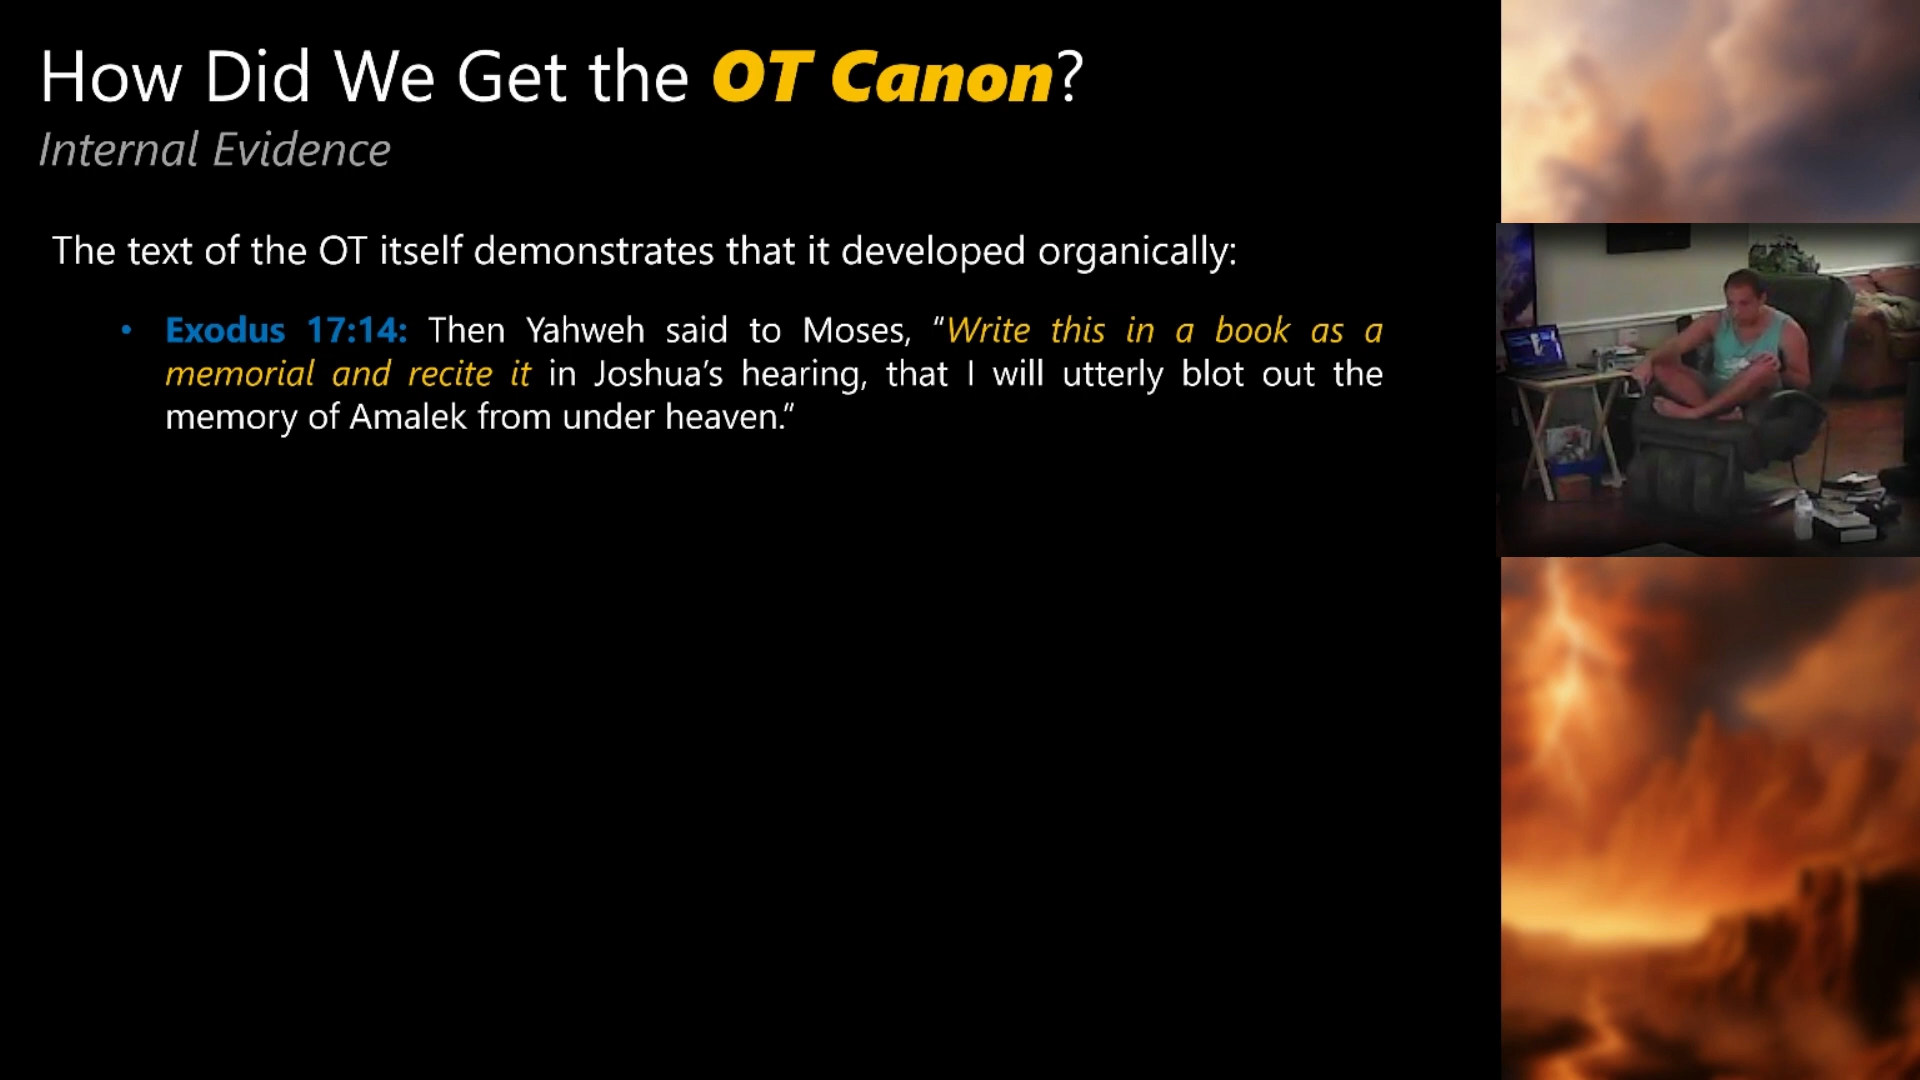 How Did We Get the OT Canon?
Internal Evidence
The text of the OT itself demonstrates that it developed organically:
• Exodus 17:14: Then Yahweh said to Moses, “Write this in a book as a
memorial and recite it in Joshua’s hearing, that I will utterly blot out the
memory of Amalek from under heaven.“